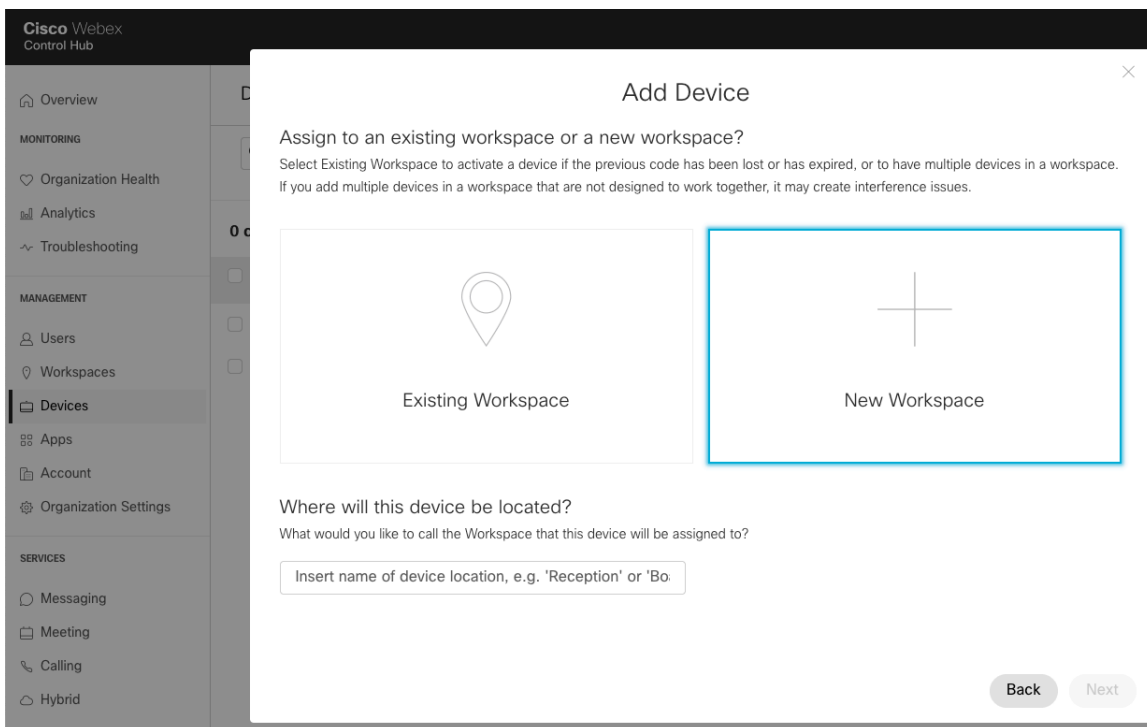 Cisco Webex
Control Hub
Overview
MONITORING
Organization Health
Analytics
Troubleshooting
MANAGEMENT
Users
Workspaces
Devices
Apps
Account
Organization Settings
SERVICES
Messaging
Meeting
Calling
Hybrid
Add Device
Assign to an existing workspace or a new workspace?
Select Existing Workspace to activate a device if the previous code has been lost or has expired, or to have multiple devices in a workspace.
If you add multiple devices in a workspace that are not designed to work together, it may create interference issues.
Existing Workspace
New Workspace
Where will this device be located?
What would you like to call the Workspace that this device will be assigned to?
Insert name of device location, e.g. 'Reception' or 'Bo
Back
Next